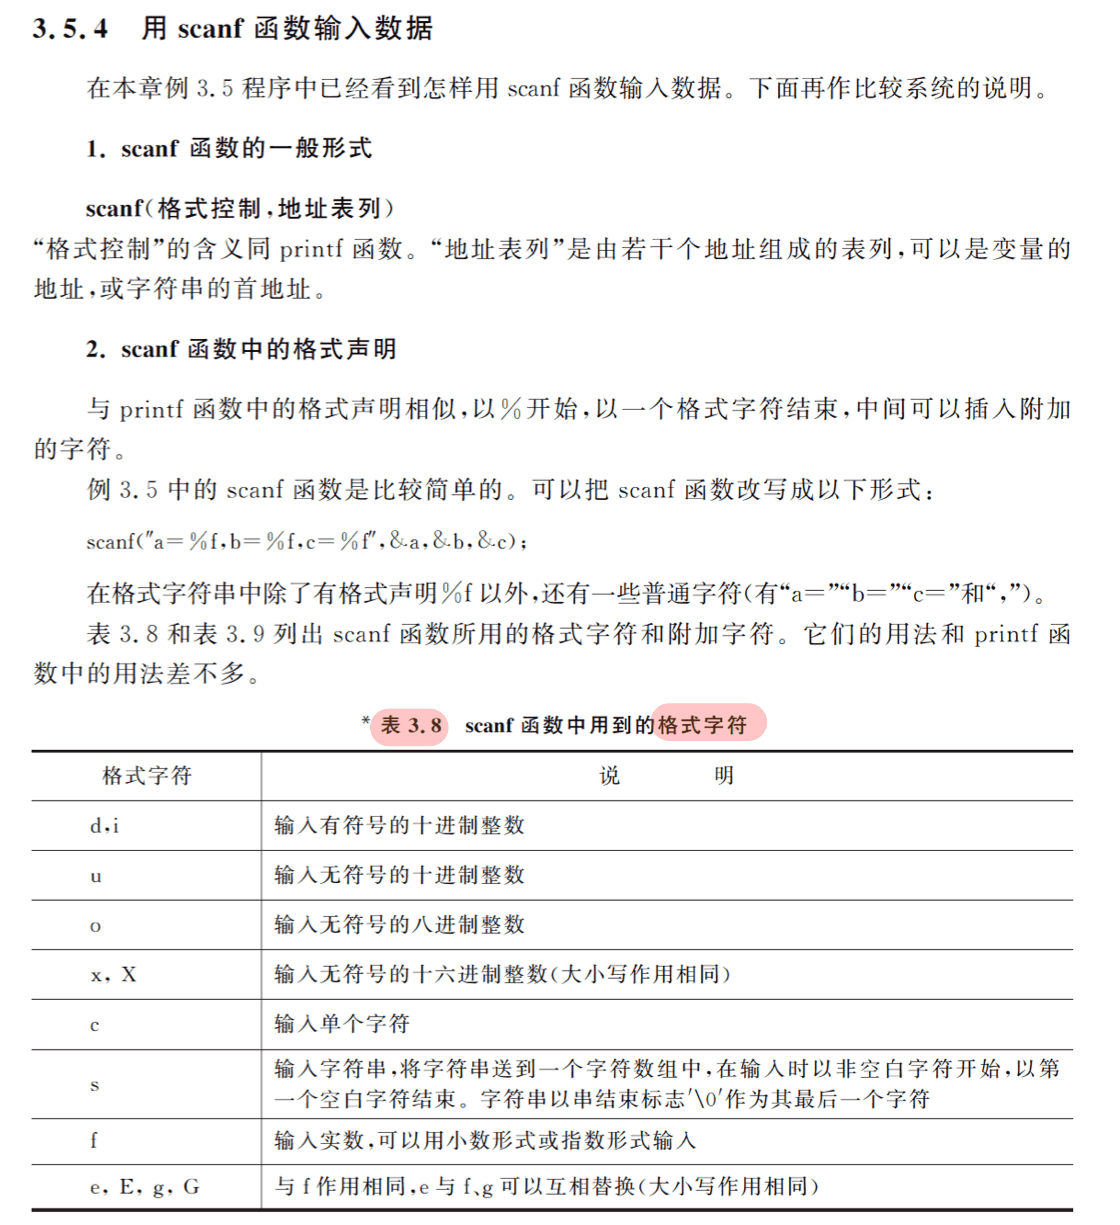 3.5.4 用 scanf 函数输入数据
在本章例 3.5 程序中已经看到怎样用 scanf 函数输入数据。下面再作比较系统的说明。
1. scanf 函数的一般形式
scanf(格式控制,地址表列)
“格式控制”的含义同 printf 函数。“地址表列”是由若干个地址组成的表列,可以是变量的
地址,或字符串的首地址。
2. scanf 函数中的格式声明
与 printf 函数中的格式声明相似,以%开始,以一个格式字符结束,中间可以插入附加
的字符。
例 3.5 中的 scanf 函数是比较简单的。可以把 scanf 函数改写成以下形式:
scanf("a=%f,b=%f,c=%f",&a,&b,&c);
在格式字符串中除了有格式声明%f 以外,还有一些普通字符(有“a=”“b=”“c=”和“,”)。
表 3.8 和表 3.9 列出 scanf 函数所用的格式字符和附加字符。它们的用法和 printf 函
数中的用法差不多。
*表 3.8 scanf 函数中用到的格式字符
格式字符 说 明
d,i 输入有符号的十进制整数
u 输入无符号的十进制整数
o 输入无符号的八进制整数
x, X 输入无符号的十六进制整数(大小写作用相同)
c 输入单个字符
s 输入字符串,将字符串送到一个字符数组中,在输入时以非空白字符开始,以第
一个空白字符结束。字符串以串结束标志'\0'作为其最后一个字符
f 输入实数,可以用小数形式或指数形式输入
e, E, g, G 与 f 作用相同,e 与 f、g 可以互相替换(大小写作用相同)